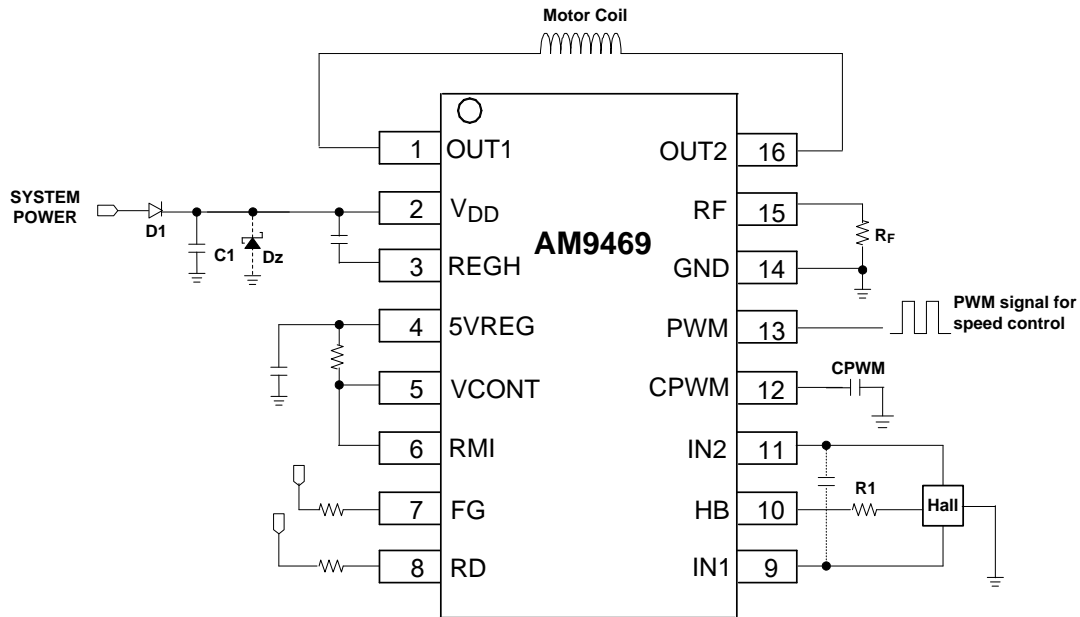 Motor Coil
1 OUT1
OUT2 16
SYSTEM
POWER
D1
C1
Dz
2 VDD
RF 15
RF
AM9469
3 REGH
GND 14
4 5VREG
PWM 13
PWM signal for
speed control
5 VCONT
CPWM 12
CPWM
6 RMI
IN2 11
7 FG
HB 10
R1
Hall
8 RD
IN1 9